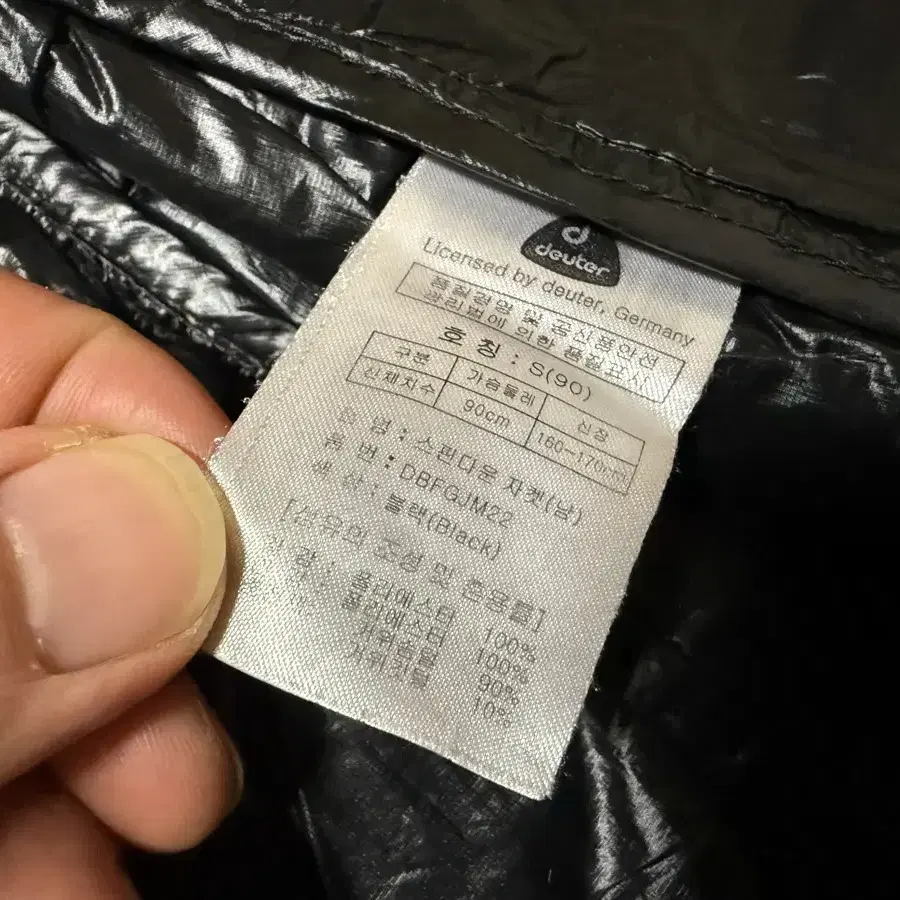 deuter
Licensed by deuter, Germany
품질경영 및 공산품안전
관리법에 의한 품질표시
호 칭 : S(90)
구분 가슴둘레 신장
신체치수 90cm 160~170cm
품 명 : 스핀다운 자켓(남)
품 번 : DBFGJM22
색 상 : 블랙(Black)
[섬유의 조성 및 혼용률]
폴리에스터 100%
폴리에스터 100%
거위솜털 90%
거위깃털 10%